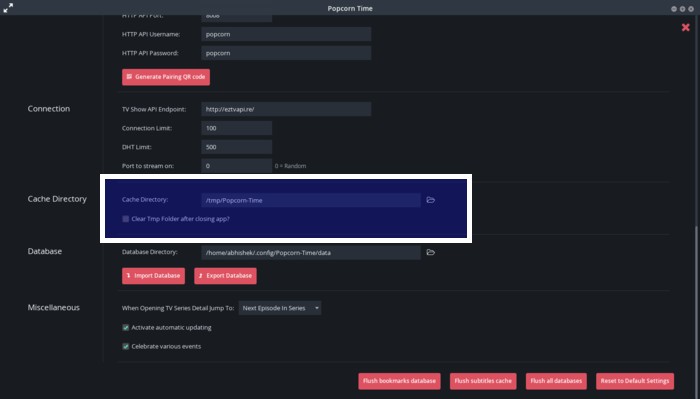 Popcorn Time
HTTP API Port: 8008
HTTP API Username: popcorn
HTTP API Password: popcorn
Generate Pairing QR code
Connection
TV Show API Endpoint: http://eztvapi.re/
Connection Limit: 100
DHT Limit: 500
Port to stream on: 0 0 = Random
Cache Directory
Cache Directory: /tmp/Popcorn-Time
Clear Tmp Folder after closing app?
Database
Database Directory: /home/abhishek/.config/Popcorn-Time/data
Import Database Export Database
Miscellaneous
When Opening TV Series Detail Jump To: Next Episode In Series
Activate automatic updating
Celebrate various events
Flush bookmarks database Flush subtitles cache Flush all databases Reset to Default Settings